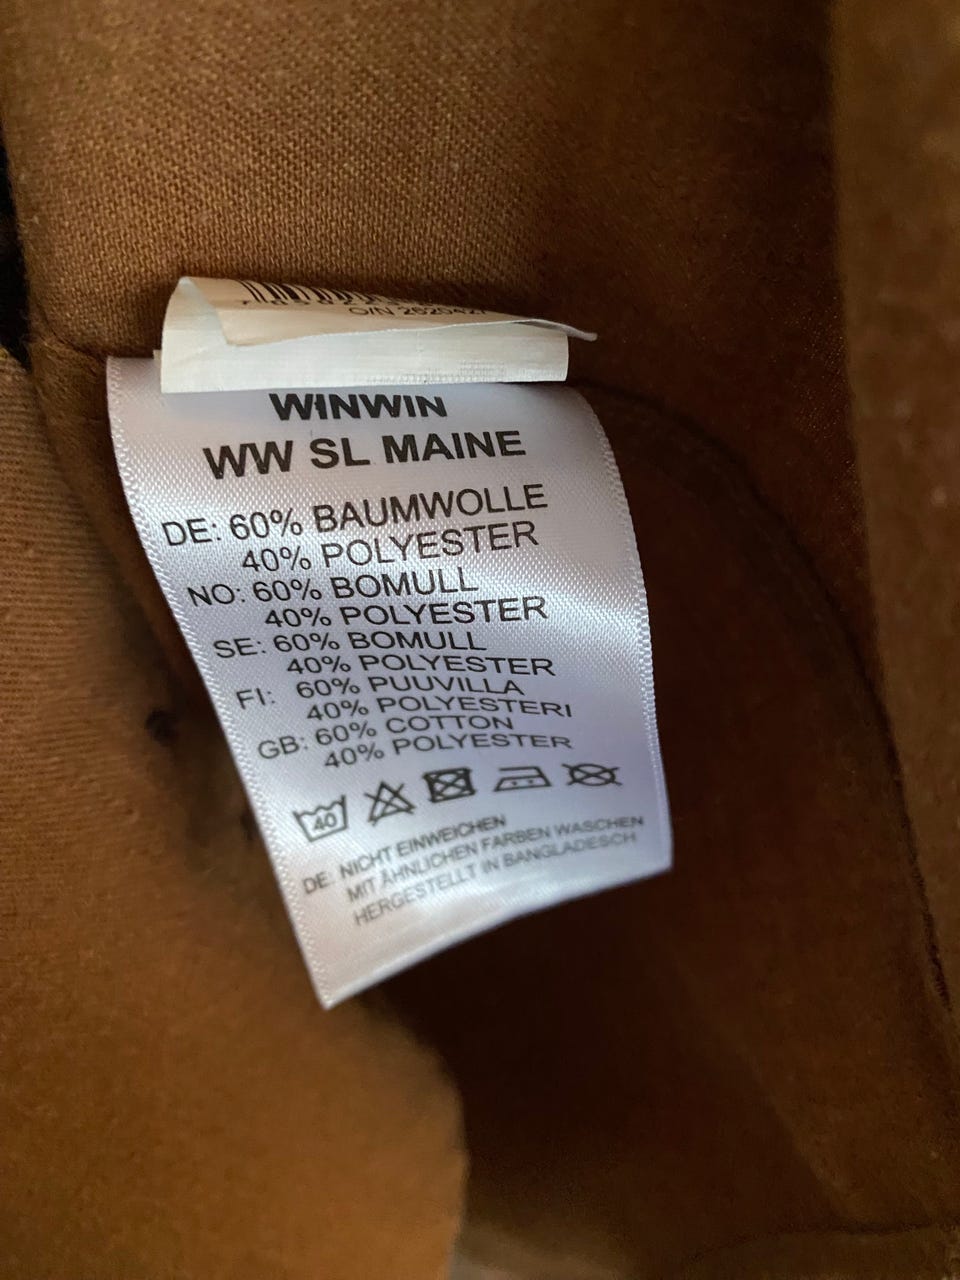 O/N 2620427
WINWIN
WW SL MAINE
DE: 60% BAUMWOLLE
40% POLYESTER
NO: 60% BOMULL
40% POLYESTER
SE: 60% BOMULL
40% POLYESTER
FI: 60% PUUVILLA
40% POLYESTERI
GB: 60% COTTON
40% POLYESTER
40
DE: NICHT EINWEICHEN
MIT ÄHNLICHEN FARBEN WASCHEN
HERGESTELLT IN BANGLADESCH